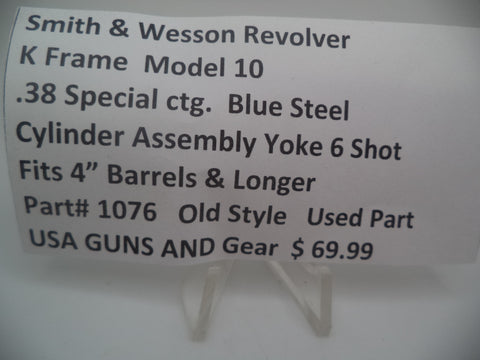 Smith & Wesson Revolver
K Frame Model 10
.38 Special ctg. Blue Steel
Cylinder Assembly Yoke 6 Shot
Fits 4” Barrels & Longer
Part# 1076 Old Style Used Part
USA GUNS AND Gear $ 69.99